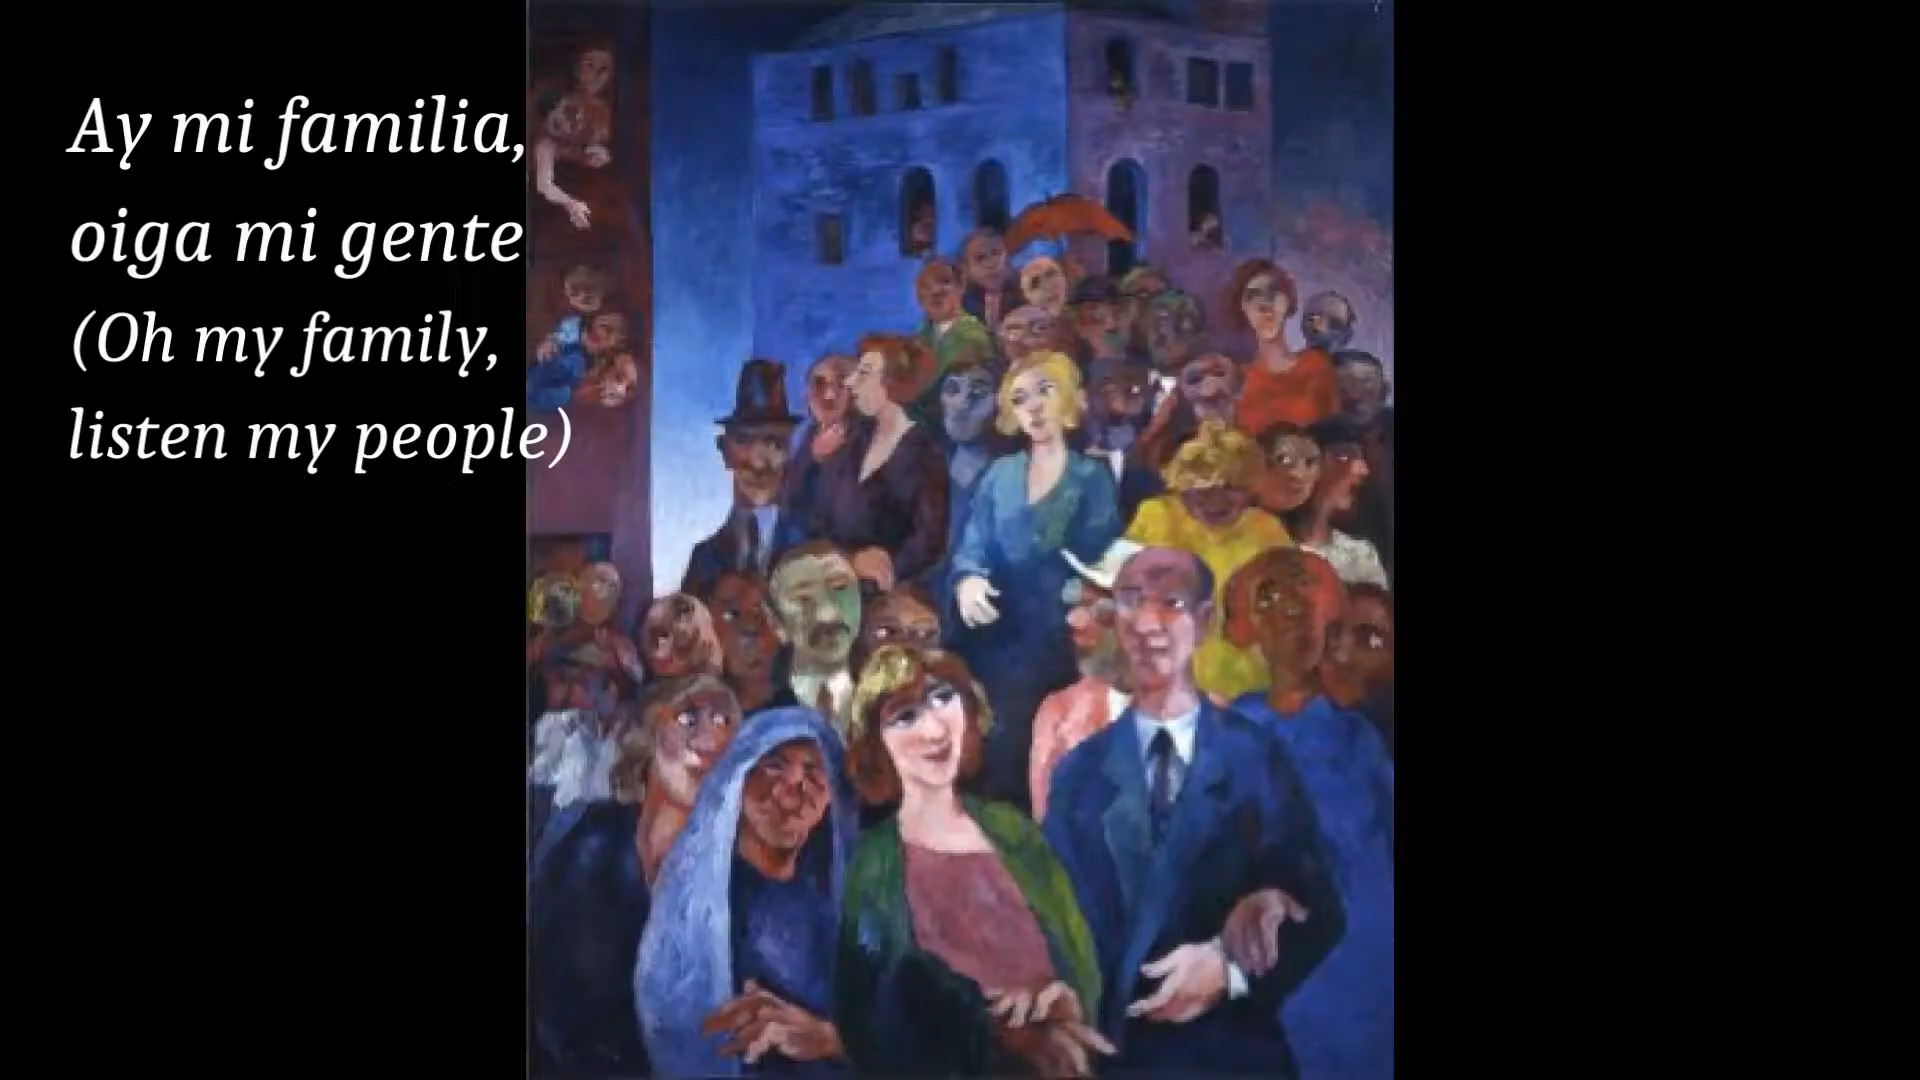 Ay mi familia,
oiga mi gente
(Oh my family,
listen my people)